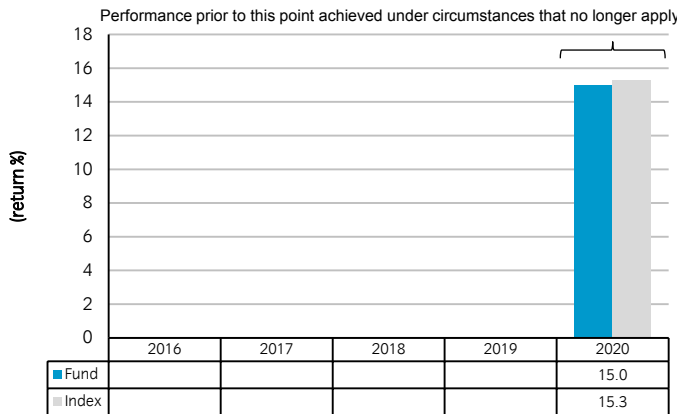 Performance prior to this point achieved under circumstances that no longer apply
18
16
14
12
10
8
6
4
2
0
(return %)
2016 2017 2018 2019 2020
Fund 15.0
Index 15.3